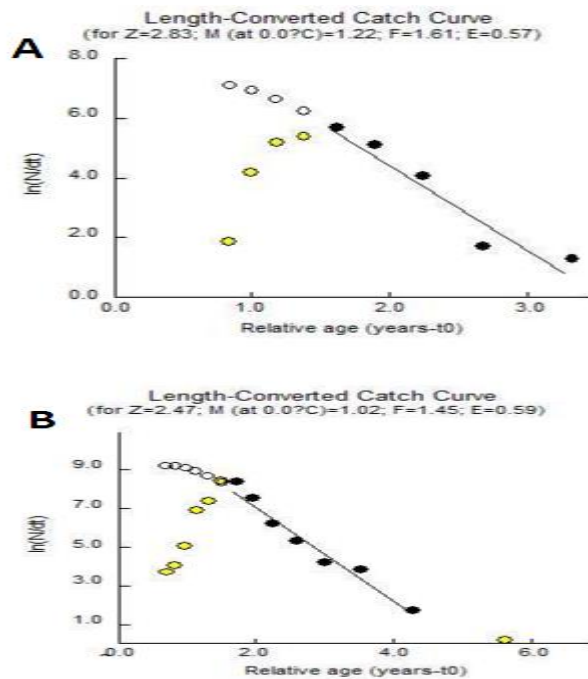 Length-Converted Catch Curve
(for Z=2.83; M (at 0.0?C)=1.22; F=1.61; E=0.57)
A
8.0
6.0
4.0
2.0
0.0
ln(N/dt)
0.0 1.0 2.0 3.0
Relative age (years-t0)
Length-Converted Catch Curve
(for Z=2.47; M (at 0.0?C)=1.02; F=1.45; E=0.59)
B
9.0
7.0
5.0
3.0
1.0
ln(N/dt)
0.0 2.0 4.0 6.0
Relative age (years-t0)